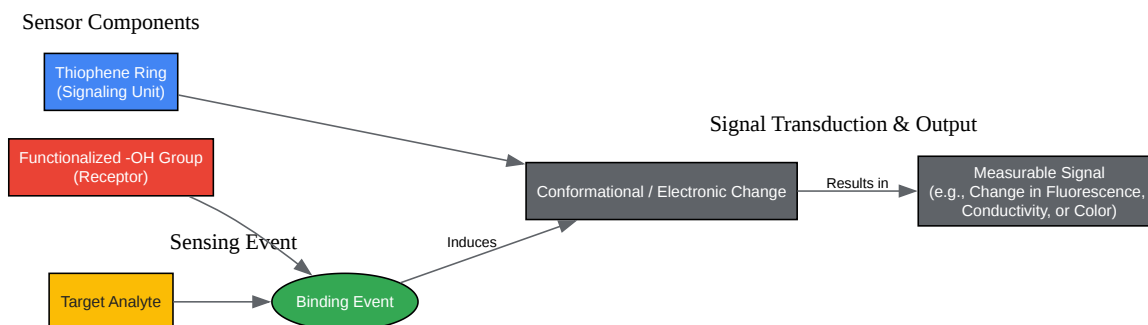 Sensor Components
Thiophene Ring
(Signaling Unit)
Functionalized -OH Group
(Receptor)
Sensing Event
Target Analyte
Binding Event
Induces
Signal Transduction & Output
Conformational / Electronic Change
Results in
Measurable Signal
(e.g., Change in Fluorescence,
Conductivity, or Color)